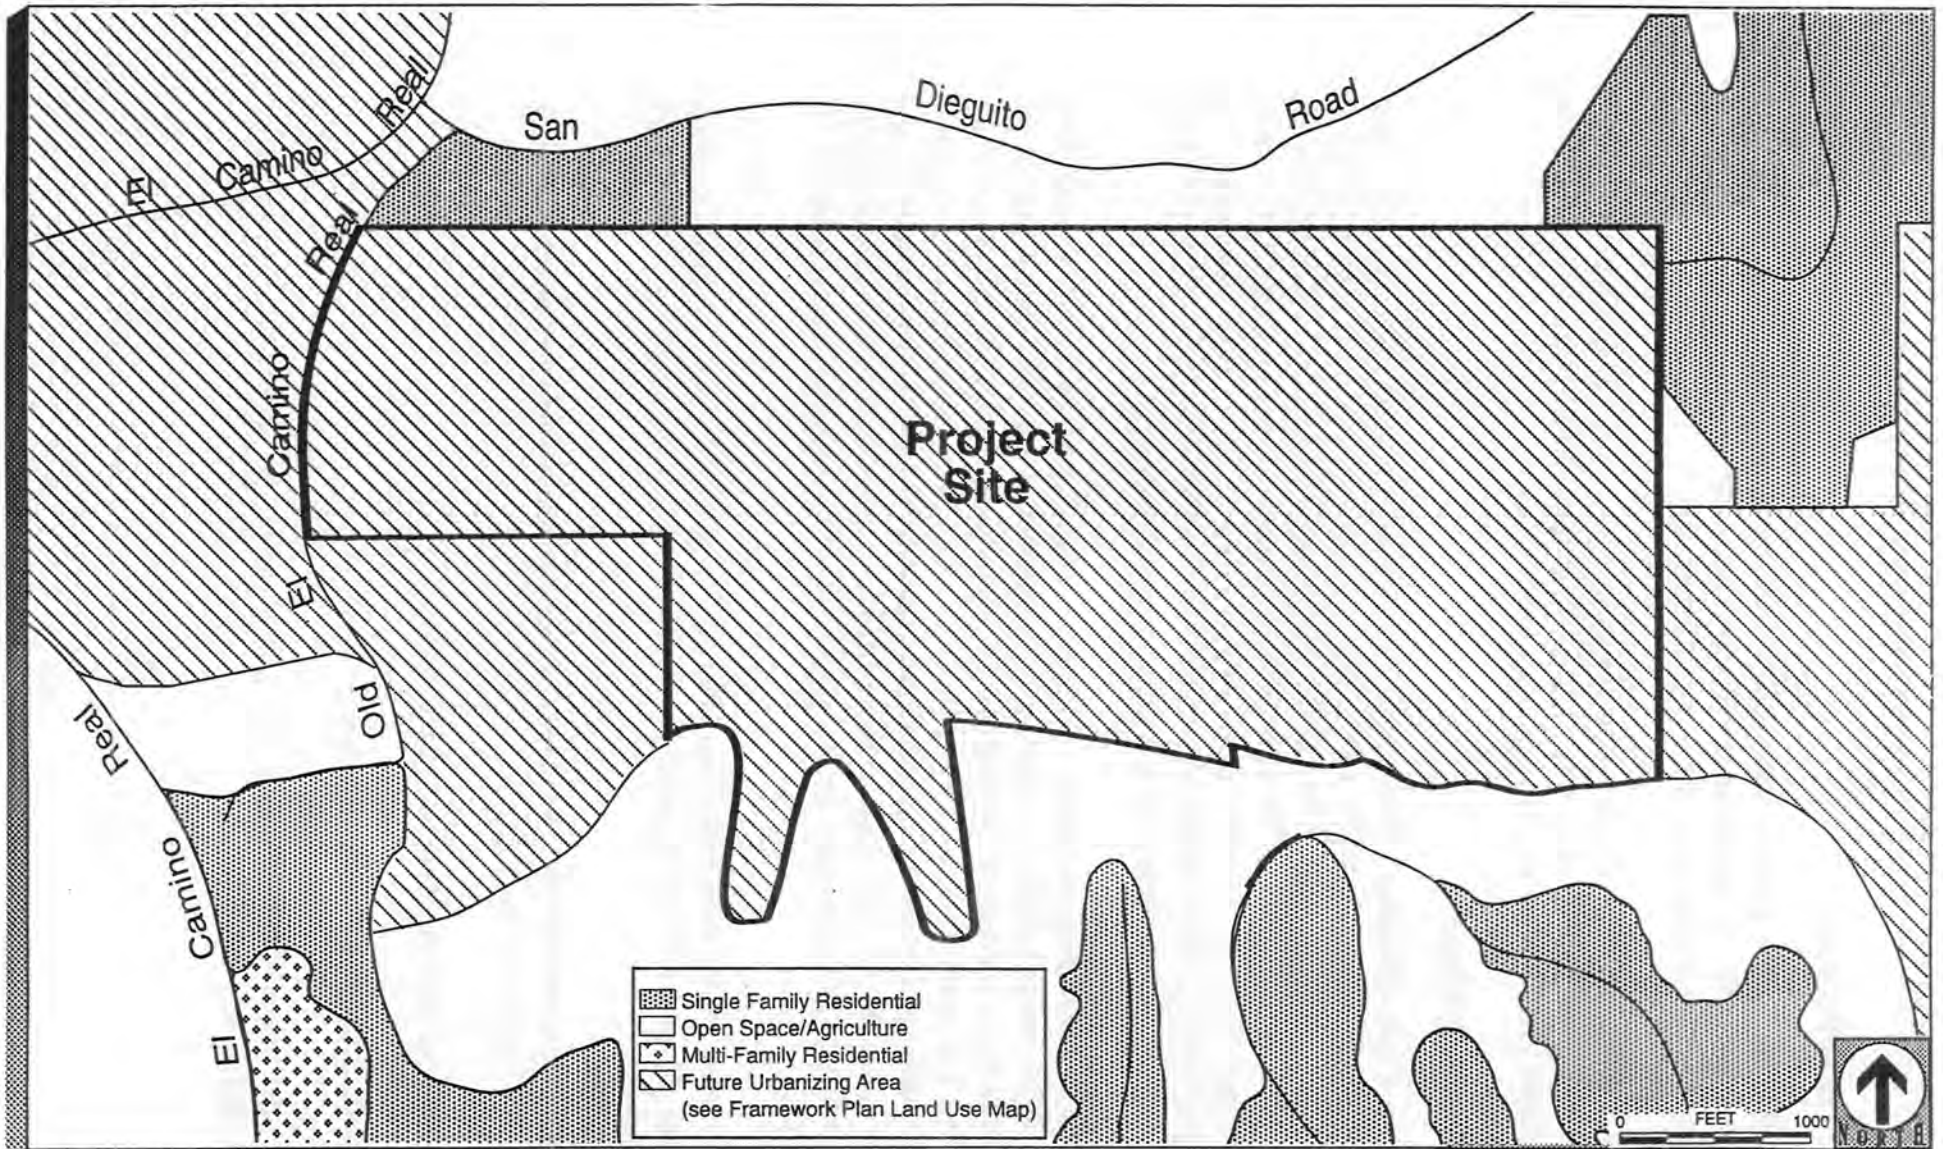 El Camino Real
San Dieguito Road
Real
Camino
El
Old
Project
Site
Real
Camino
El
Single Family Residential
Open Space/Agriculture
Multi-Family Residential
Future Urbanizing Area
(see Framework Plan Land Use Map)
0 FEET 1000
NORTH